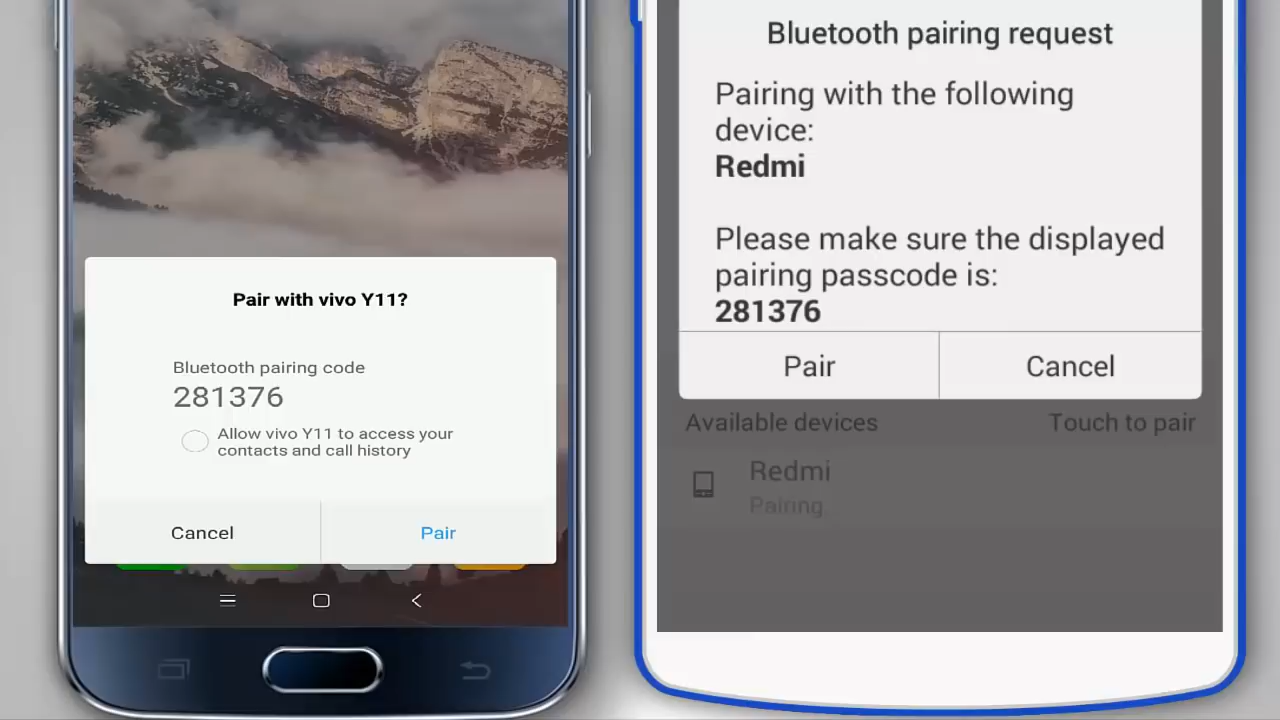 Pair with vivo Y11?
Bluetooth pairing code
281376
Allow vivo Y11 to access your
contacts and call history
Cancel
Pair
Bluetooth pairing request
Pairing with the following
device:
Redmi
Please make sure the displayed
pairing passcode is:
281376
Pair
Cancel
Available devices
Touch to pair
Redmi
Pairing.